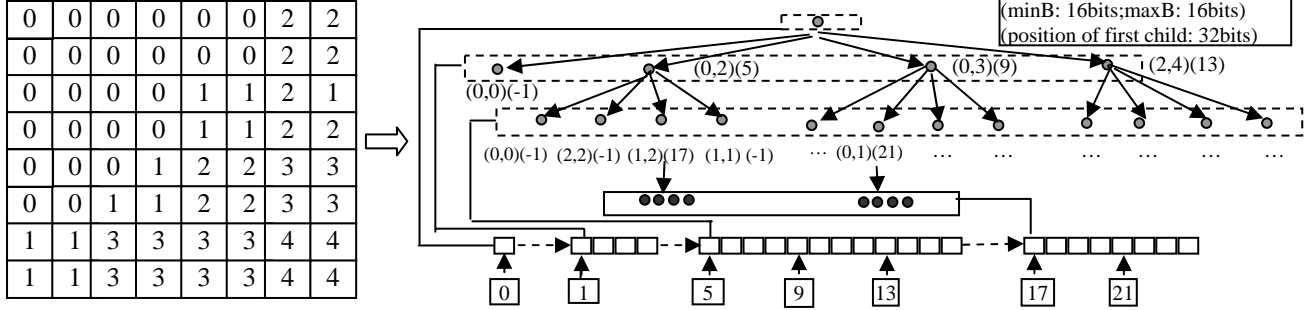 0 0 0 0 0 0 2 2
0 0 0 0 0 0 2 2
0 0 0 0 1 1 2 1
0 0 0 0 1 1 2 2
0 0 0 1 2 2 3 3
0 0 1 1 2 2 3 3
1 1 3 3 3 3 4 4
1 1 3 3 3 3 4 4
(minB: 16bits;maxB: 16bits)
(position of first child: 32bits)
(0,0)(-1) (0,2)(5) (0,3)(9) (2,4)(13)
(0,0)(-1) (2,2)(-1) (1,2)(17) (1,1) (-1) … (0,1)(21) … … … … … …
0 1 5 9 13 17 21